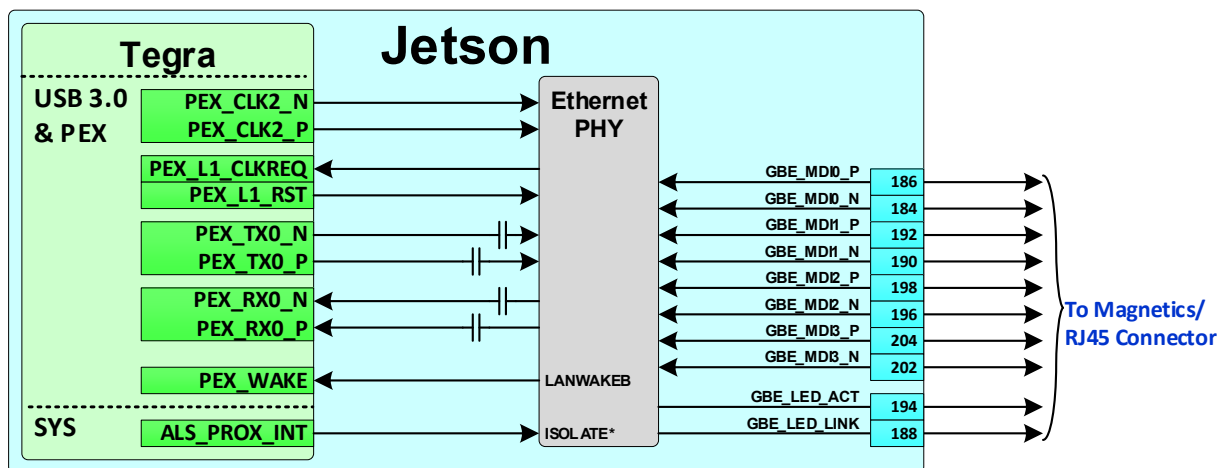 Jetson
Tegra
USB 3.0
& PEX
PEX_CLK2_N
PEX_CLK2_P
PEX_L1_CLKREQ
PEX_L1_RST
PEX_TX0_N
PEX_TX0_P
PEX_RX0_N
PEX_RX0_P
PEX_WAKE
SYS
ALS_PROX_INT
Ethernet
PHY
LANWAKEB
ISOLATE*
GBE_MDI0_P
186
GBE_MDI0_N
184
GBE_MDI1_P
192
GBE_MDI1_N
190
GBE_MDI2_P
198
GBE_MDI2_N
196
GBE_MDI3_P
204
GBE_MDI3_N
202
GBE_LED_ACT
194
GBE_LED_LINK
188
To Magnetics/
RJ45 Connector